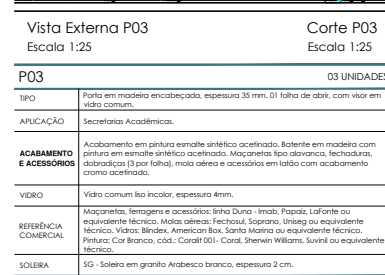 Vista Externa P03
Corte P03
Escala 1:25
Escala 1:25
P03
03 UNIDADES
TIPO
Porta em madeira encabeçada, espessura 35 mm. 01 folha de abrir, com visor em
vidro comum.
APLICAÇÃO
Secretarias Acadêmicas.
ACABAMENTO
E ACESSÓRIOS
Acabamento em pintura esmalte sintético acetinado. Batente em madeira com
pintura em esmalte sintético acetinado. Maçanetas tipo alavanca, fechaduras,
dobradiças (3 por folha), mola aérea e acessórios em latão com acabamento
cromo acetinado.
VIDRO
Vidro comum liso incolor, espessura 4mm.
REFERÊNCIA
COMERCIAL
Maçanetas, ferragens e acessórios: linha Duna - Imab, Papaiz, LaFonte ou
equivalente técnico. Molas aéreas: Fechosul, Soprano, Uniseg ou equivalente
técnico. Vidros: Blindex, American Box, Santa Marina ou equivalente técnico.
Pintura: Cor Branco, cód.: Coralit 001- Coral, Sherwin Williams, Suvinil ou equivalente
técnico.
SOLEIRA
SG - Soleira em granito Arabesco branco, espessura 2 cm.